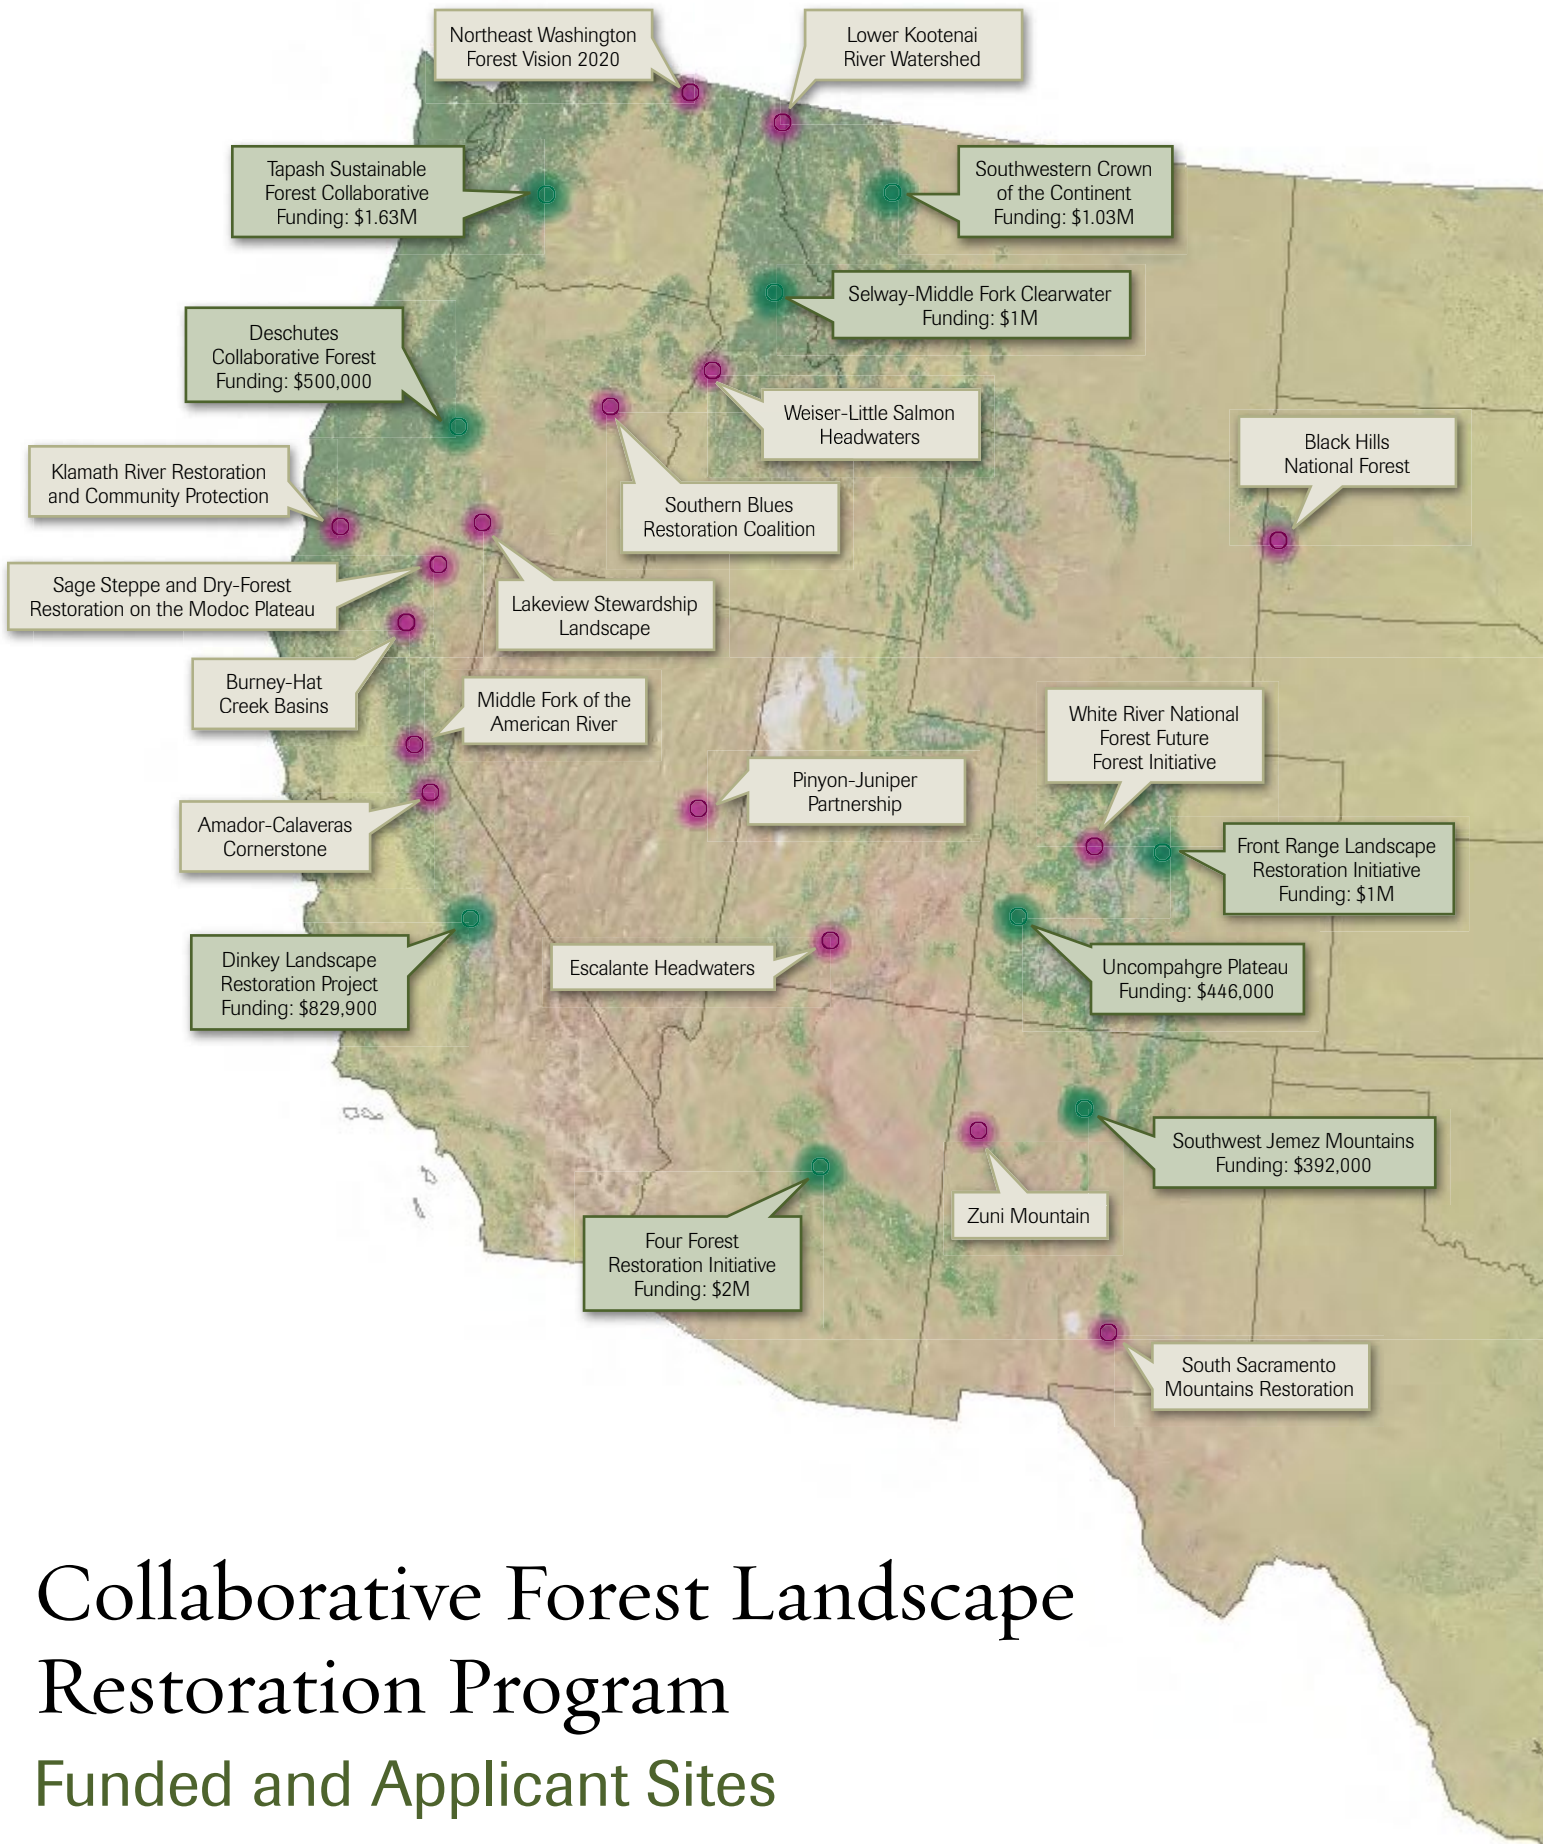 Northeast Washington
Forest Vision 2020
Lower Kootenai
River Watershed
Tapash Sustainable
Forest Collaborative
Funding: $1.63M
Southwestern Crown
of the Continent
Funding: $1.03M
Selway-Middle Fork Clearwater
Funding: $1M
Deschutes
Collaborative Forest
Funding: $500,000
Weiser-Little Salmon
Headwaters
Black Hills
National Forest
Klamath River Restoration
and Community Protection
Southern Blues
Restoration Coalition
Sage Steppe and Dry-Forest
Restoration on the Modoc Plateau
Lakeview Stewardship
Landscape
Burney-Hat
Creek Basins
Middle Fork of the
American River
White River National
Forest Future
Forest Initiative
Pinyon-Juniper
Partnership
Amador-Calaveras
Cornerstone
Front Range Landscape
Restoration Initiative
Funding: $1M
Dinkey Landscape
Restoration Project
Funding: $829,900
Escalante Headwaters
Uncompahgre Plateau
Funding: $446,000
Southwest Jemez Mountains
Funding: $392,000
Zuni Mountain
Four Forest
Restoration Initiative
Funding: $2M
South Sacramento
Mountains Restoration
Collaborative Forest Landscape
Restoration Program
Funded and Applicant Sites